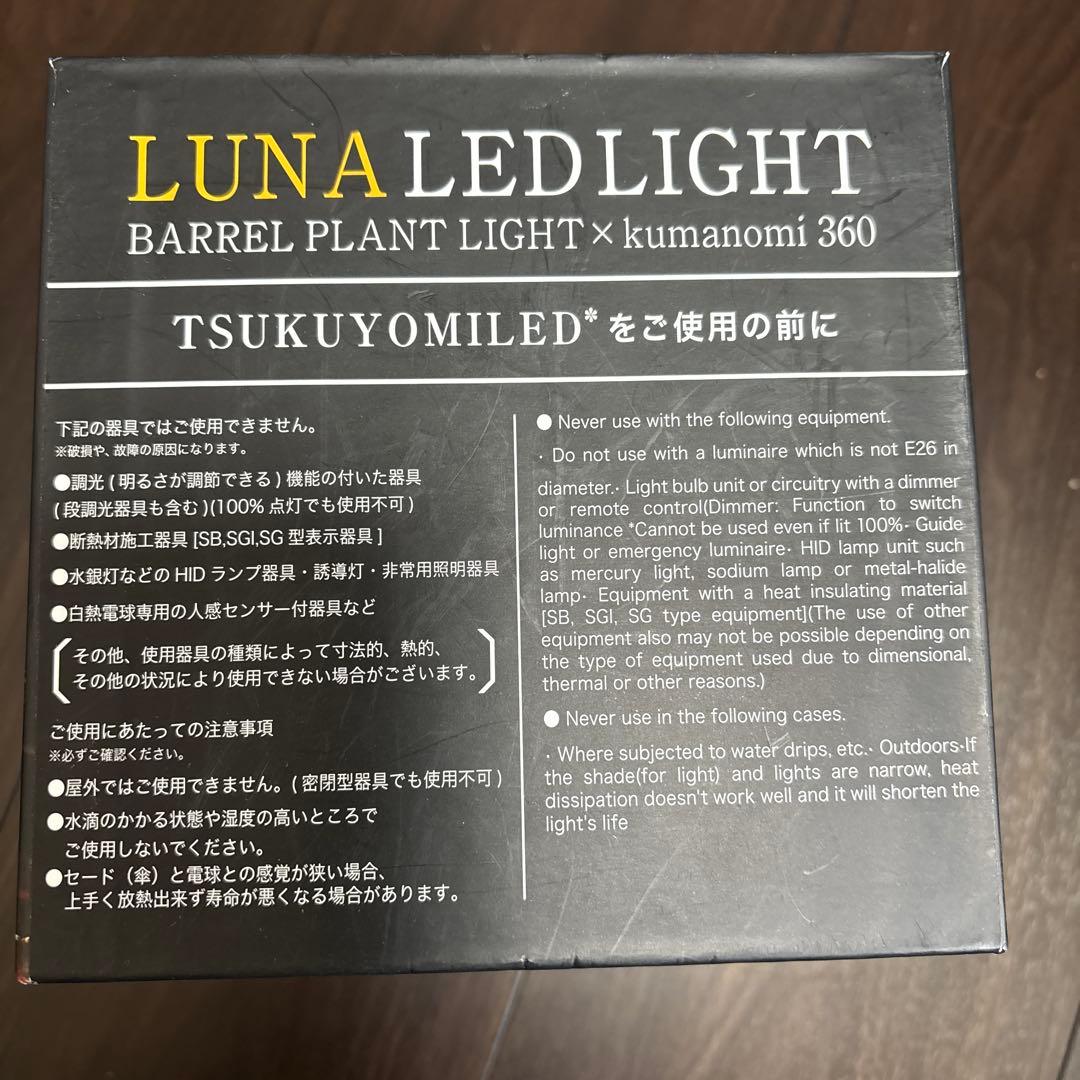 LUNA LED LIGHT
BARREL PLANT LIGHT×kumanomi 360
TSUKUYOMILED*をご使用の前に
下記の器具ではご使用できません。
※破損や、故障の原因になります。
●調光(明るさが調節できる)機能の付いた器具
(段調光器具も含む)(100%点灯でも使用不可)
●断熱材施工器具[SB,SGI,SG型表示器具]
●水銀灯などのHIDランプ器具・誘導灯・非常用照明器具
●白熱電球専用の人感センサー付器具など
(その他、使用器具の種類によって寸法的、熱的、
その他の状況により使用できない場合がございます。)
ご使用にあたっての注意事項
※必ずご確認ください。
●屋外ではご使用できません。(密閉型器具でも使用不可)
●水滴のかかる状態や湿度の高いところで
ご使用しないでください。
●セード（傘）と電球との感覚が狭い場合、
上手く放熱出来ず寿命が悪くなる場合があります。
● Never use with the following equipment.
· Do not use with a luminaire which is not E26 in
diameter.· Light bulb unit or circuitry with a dimmer
or remote control(Dimmer: Function to switch
luminance *Cannot be used even if lit 100%· Guide
light or emergency luminaire· HID lamp unit such
as mercury light, sodium lamp or metal-halide
lamp· Equipment with a heat insulating material
[SB, SGI, SG type equipment](The use of other
equipment also may not be possible depending on
the type of equipment used due to dimensional,
thermal or other reasons.)
● Never use in the following cases.
· Where subjected to water drips, etc.· Outdoors·If
the shade(for light) and lights are narrow, heat
dissipation doesn't work well and it will shorten the
light's life